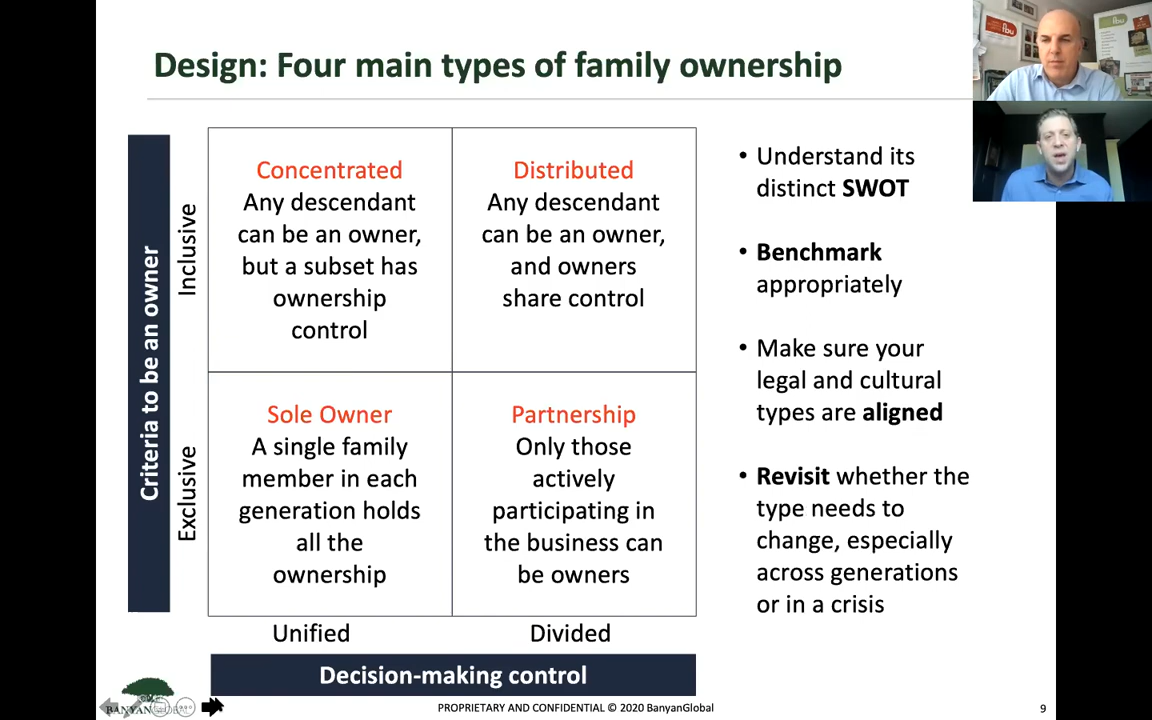 Design: Four main types of family ownership
Criteria to be an owner
Inclusive
Exclusive
Concentrated
Any descendant
can be an owner,
but a subset has
ownership
control
Distributed
Any descendant
can be an owner,
and owners
share control
Sole Owner
A single family
member in each
generation holds
all the
ownership
Partnership
Only those
actively
participating in
the business can
be owners
Unified
Divided
Decision-making control
• Understand its
distinct SWOT
• Benchmark
appropriately
• Make sure your
legal and cultural
types are aligned
• Revisit whether the
type needs to
change, especially
across generations
or in a crisis
fbu
fbu
PROPRIETARY AND CONFIDENTIAL © 2020 BanyanGlobal
9